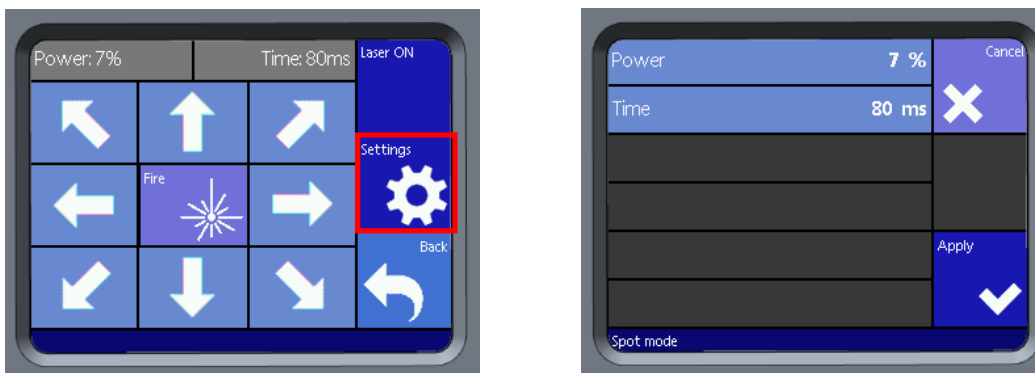 Power: 7% Time: 80ms Laser ON
Settings
Fire
Back
Power 7 % Cancel
Time 80 ms
Apply
Spot mode